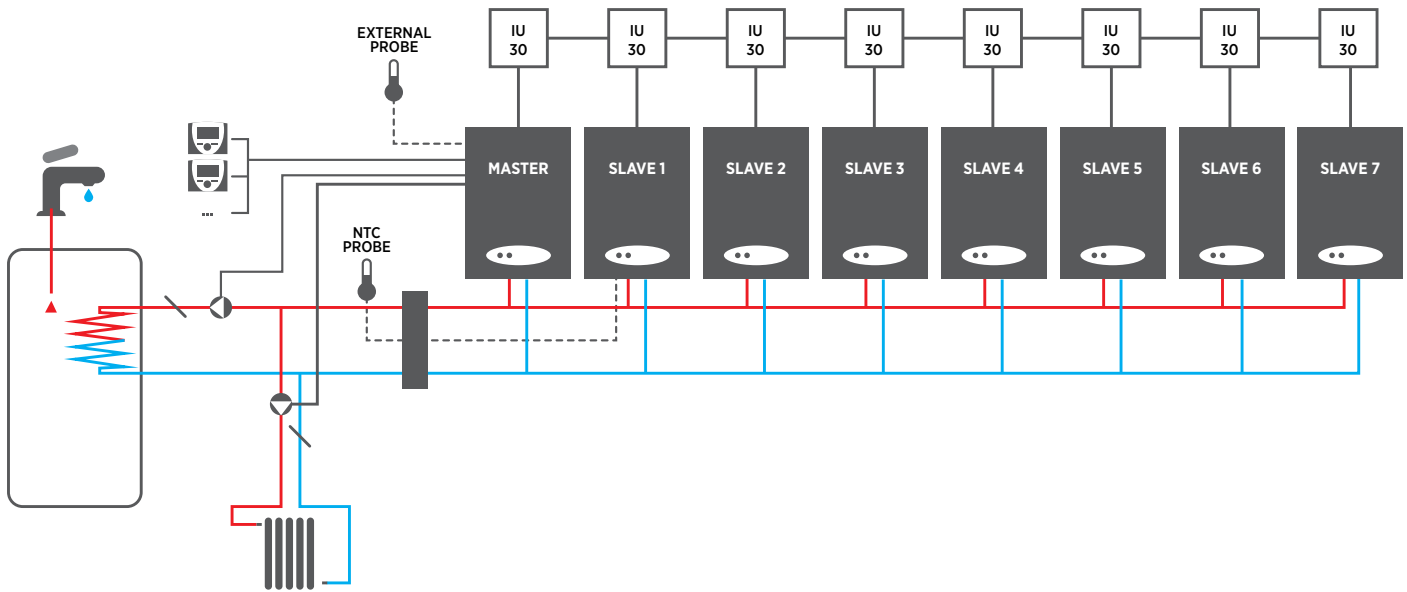 EXTERNAL
PROBE
IU
30
IU
30
IU
30
IU
30
IU
30
IU
30
IU
30
IU
30
MASTER
SLAVE 1
SLAVE 2
SLAVE 3
SLAVE 4
SLAVE 5
SLAVE 6
SLAVE 7
NTC
PROBE